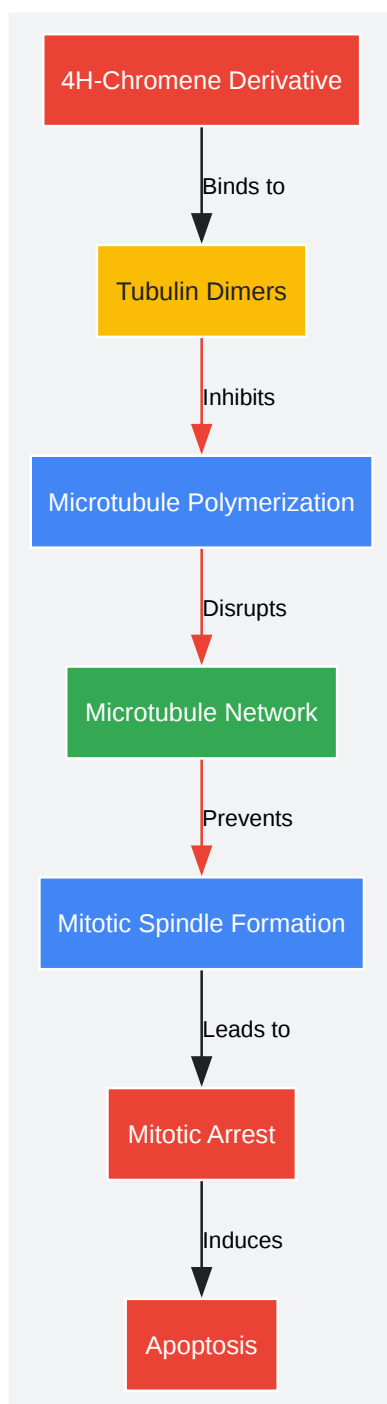 4H-Chromene Derivative
Binds to
Tubulin Dimers
Inhibits
Microtubule Polymerization
Disrupts
Microtubule Network
Prevents
Mitotic Spindle Formation
Leads to
Mitotic Arrest
Induces
Apoptosis